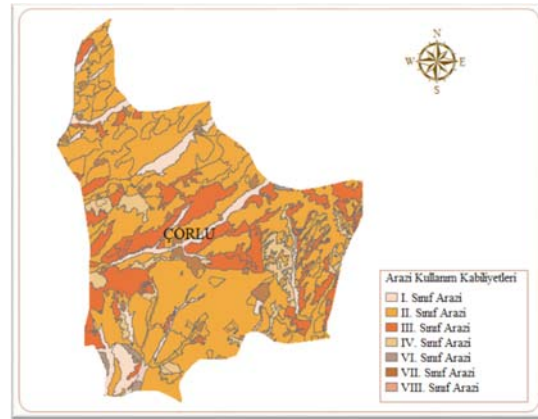 N
W E
S
ÇORLU
Arazi Kullanım Kabiliyetleri
I. Sınıf Arazi
II. Sınıf Arazi
III. Sınıf Arazi
IV. Sınıf Arazi
VI. Sınıf Arazi
VII. Sınıf Arazi
VIII. Sınıf Arazi